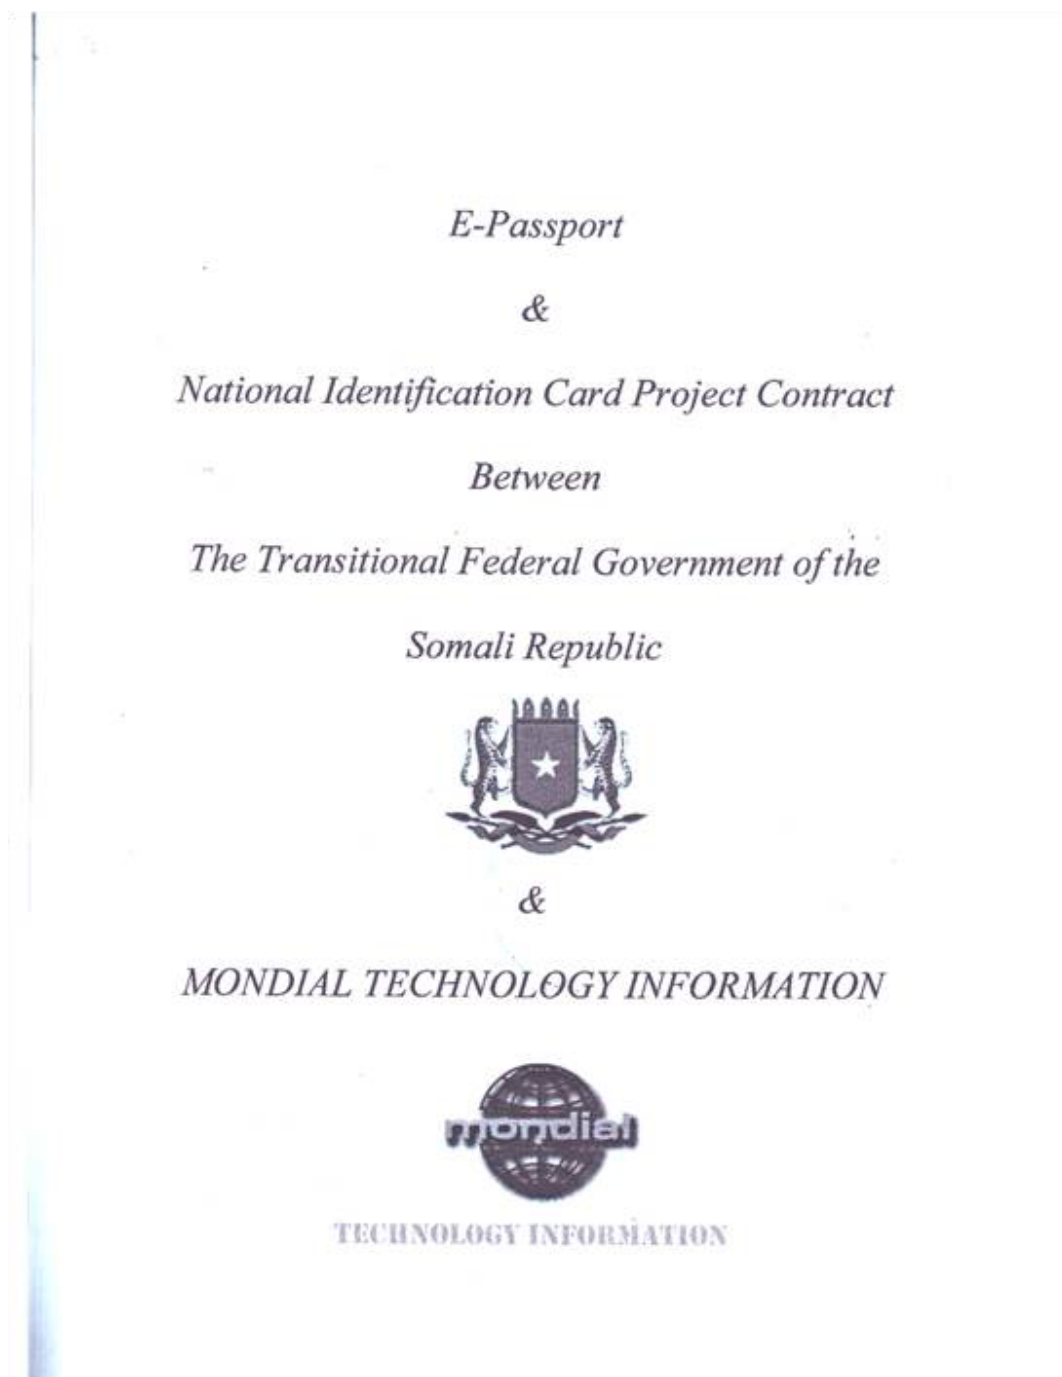 E-Passport
&
National Identification Card Project Contract
Between
The Transitional Federal Government of the
Somali Republic
&
MONDIAL TECHNOLOGY INFORMATION
mondial
TECHNOLOGY INFORMATION